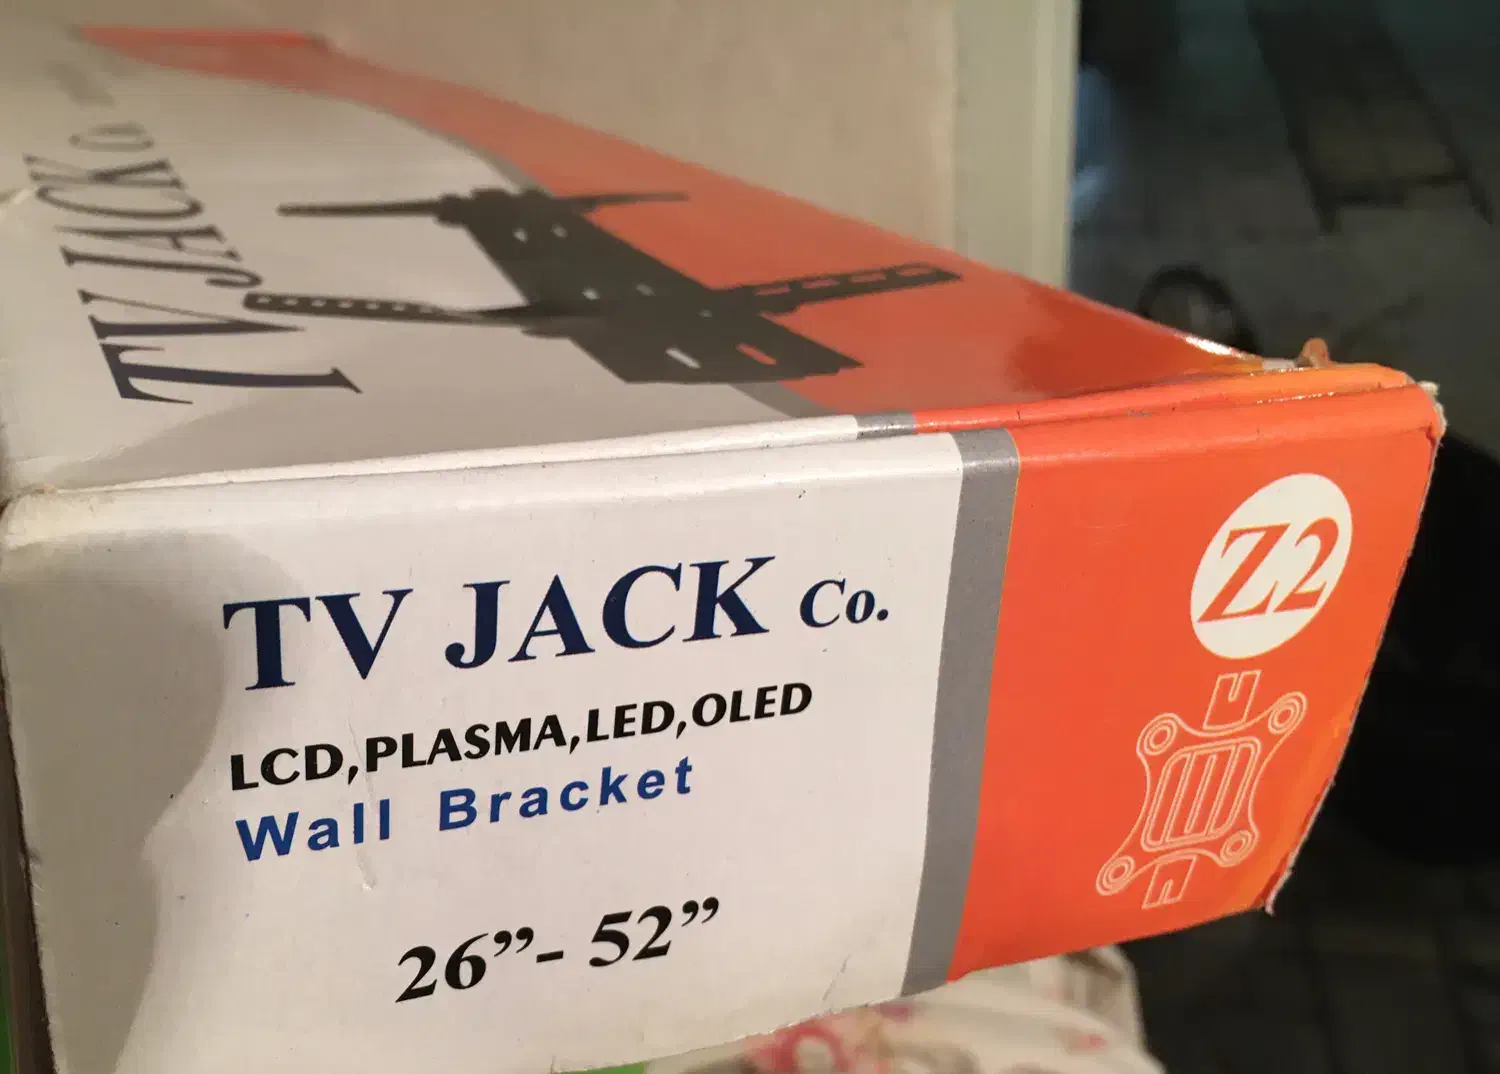 TV JACK Co
TV JACK Co.
LCD,PLASMA,LED,OLED
Wall Bracket
26”- 52”
Z2